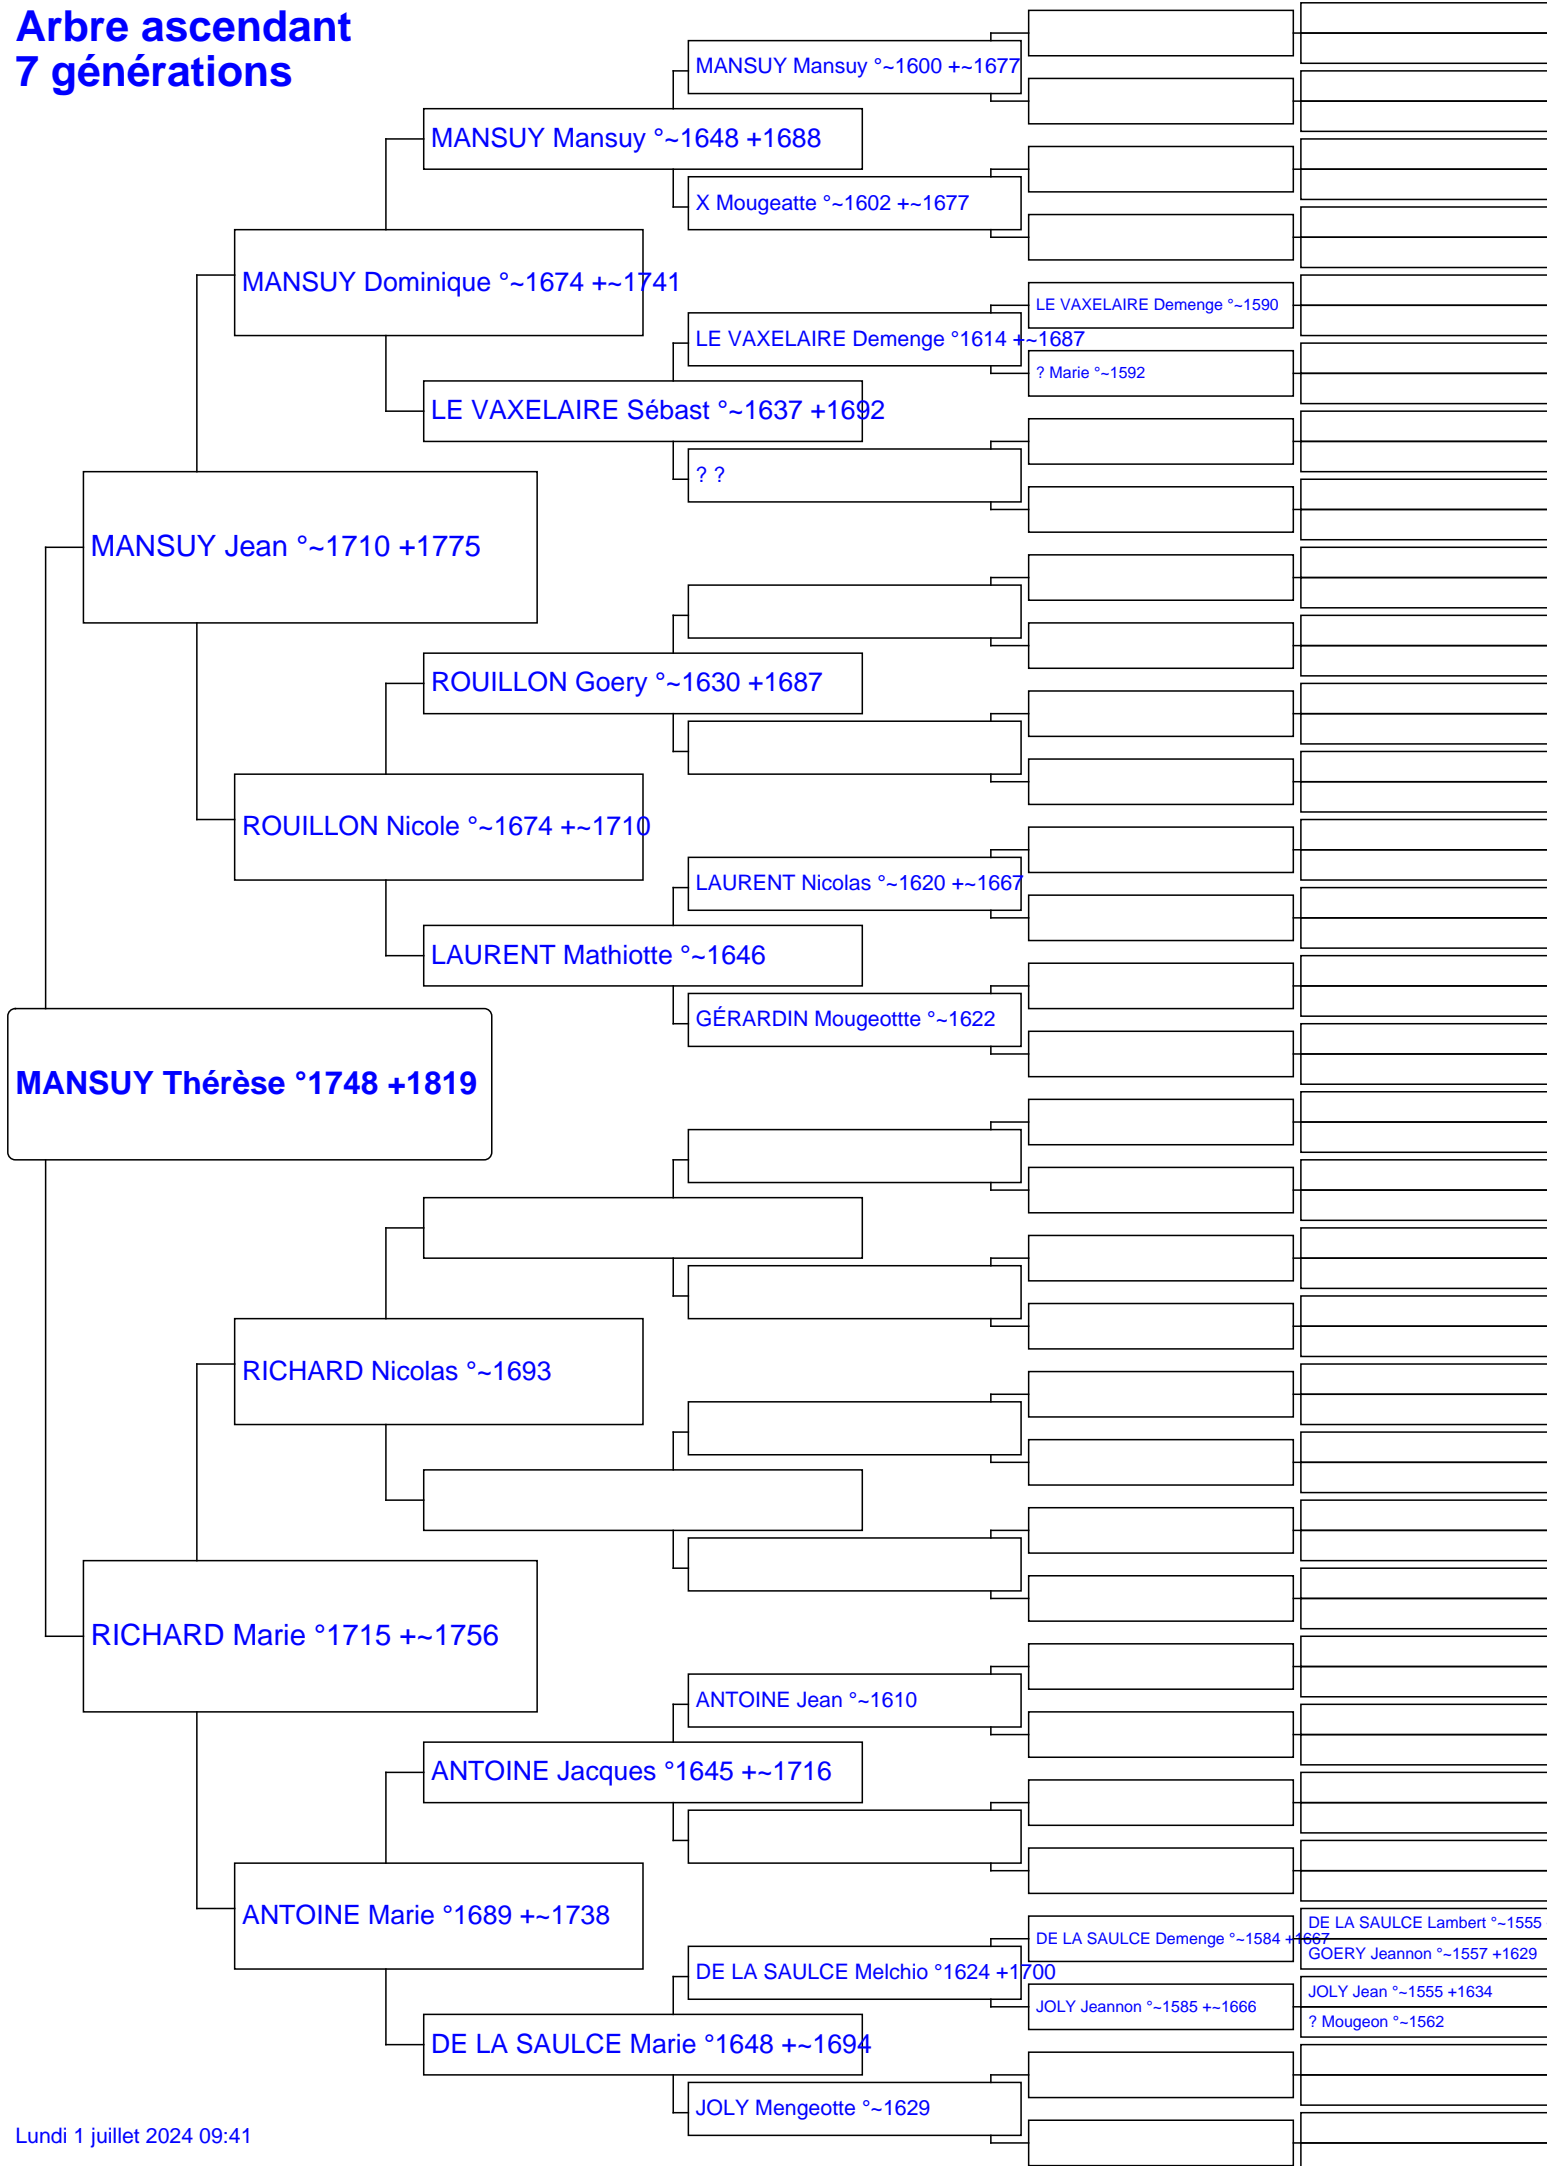 Arbre ascendant
7 générations
MANSUY Mansuy °~1600 +~1677
MANSUY Mansuy °~1648 +1688
X Mougeatte °~1602 +~1677
MANSUY Dominique °~1674 +~1741
LE VAXELAIRE Demenge °~1590
LE VAXELAIRE Demenge °1614 +~1687
? Marie °~1592
LE VAXELAIRE Sébast °~1637 +1692
? ?
MANSUY Jean °~1710 +1775
ROUILLON Goery °~1630 +1687
ROUILLON Nicole °~1674 +~1710
LAURENT Nicolas °~1620 +~1667
LAURENT Mathiotte °~1646
GÉRARDIN Mougeottte °~1622
MANSUY Thérèse °1748 +1819
RICHARD Nicolas °~1693
RICHARD Marie °1715 +~1756
ANTOINE Jean °~1610
ANTOINE Jacques °1645 +~1716
ANTOINE Marie °1689 +~1738
DE LA SAULCE Lambert °~1555
DE LA SAULCE Demenge °~1584 +1667
GOERY Jeannon °~1557 +1629
DE LA SAULCE Melchio °1624 +1700
JOLY Jean °~1555 +1634
JOLY Jeannon °~1585 +~1666
? Mougeon °~1562
DE LA SAULCE Marie °1648 +~1694
JOLY Mengeotte °~1629
Lundi 1 juillet 2024 09:41